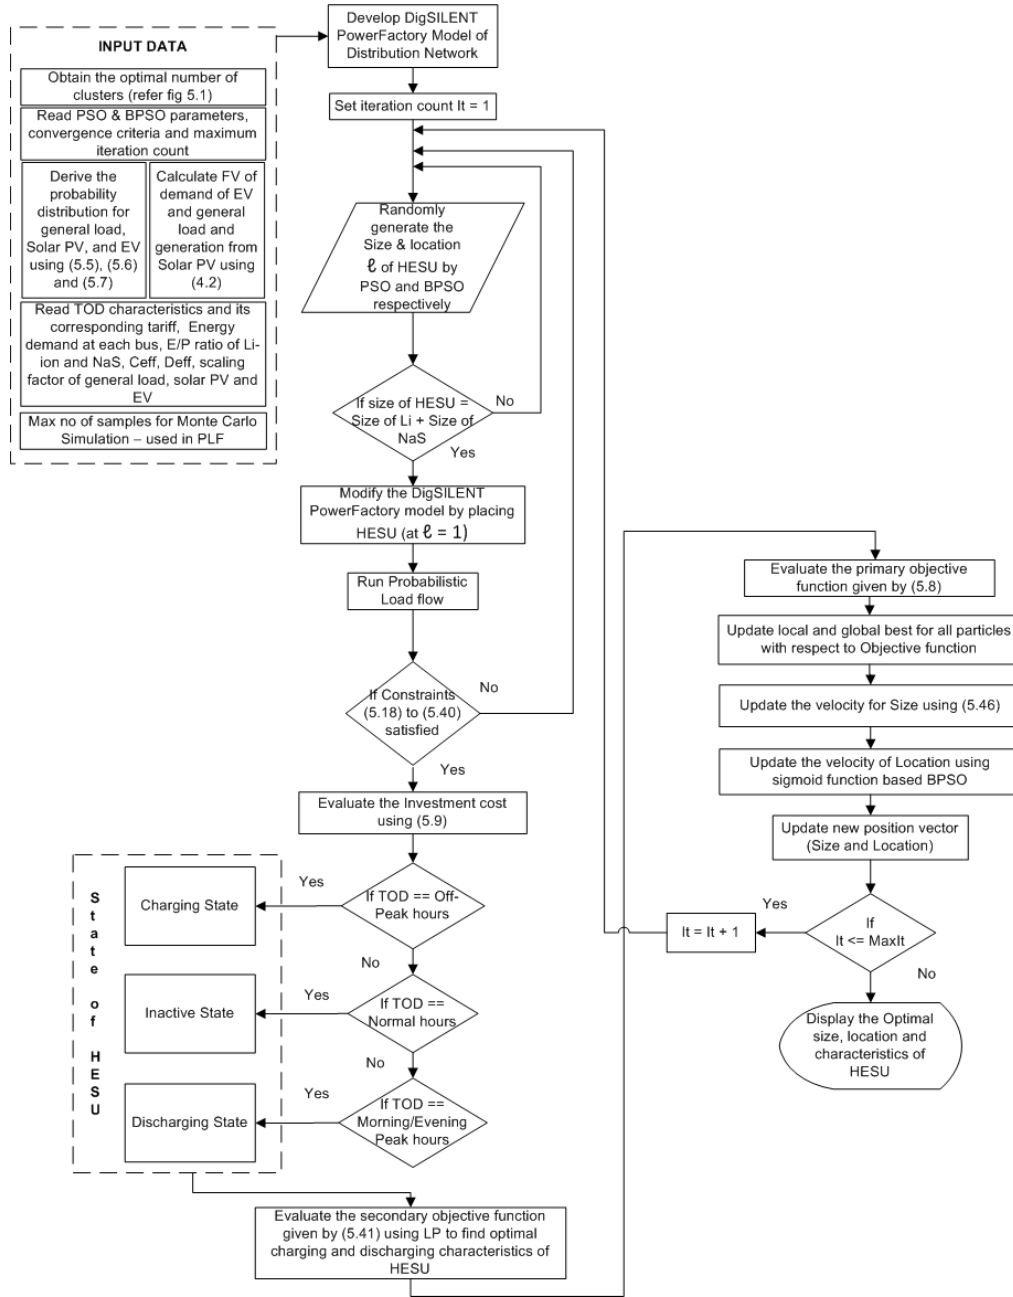 INPUT DATA
Obtain the optimal number of
clusters (refer fig 5.1)
Read PSO & BPSO parameters,
convergence criteria and maximum
iteration count
Derive the
probability
distribution for
general load,
Solar PV, and EV
using (5.5), (5.6)
and (5.7)
Calculate FV of
demand of EV
and general
load and
generation from
Solar PV using
(4.2)
Read TOD characteristics and its
corresponding tariff, Energy
demand at each bus, E/P ratio of Li-
ion and NaS, Ceff, Deff, scaling
factor of general load, solar PV and
EV
Max no of samples for Monte Carlo
Simulation – used in PLF
Develop DigSILENT
PowerFactory Model of
Distribution Network
Set iteration count It = 1
Randomly
generate the
Size & location
ℓ of HESU by
PSO and BPSO
respectively
If size of HESU =
Size of Li + Size of
NaS
No
Yes
Modify the DigSILENT
PowerFactory model by placing
HESU (at ℓ = 1)
Run Probabilistic
Load flow
If Constraints
(5.18) to (5.40)
satisfied
No
Yes
Evaluate the Investment cost
using (5.9)
If TOD == Off-
Peak hours
Yes
No
If TOD ==
Normal hours
Yes
No
If TOD ==
Morning/Evening
Peak hours
Yes
State of HESU
Charging State
Inactive State
Discharging State
Evaluate the secondary objective function
given by (5.41) using LP to find optimal
charging and discharging characteristics of
HESU
Evaluate the primary objective
function given by (5.8)
Update local and global best for all particles
with respect to Objective function
Update the velocity for Size using (5.46)
Update the velocity of Location using
sigmoid function based BPSO
Update new position vector
(Size and Location)
If
It <= MaxIt
Yes
It = It + 1
No
Display the Optimal
size, location and
characteristics of
HESU